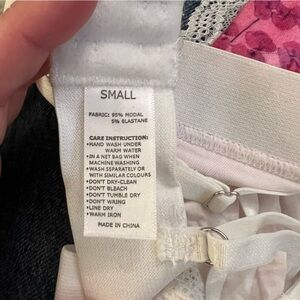 SMALL
FABRIC: 95% MODAL
5% ELASTANE
CARE INSTRUCTION:
•HAND WASH UNDER
WARM WATER
•IN A NET BAG WHEN
MACHINE WASHING
•WASH SEPARATELY OR
WITH SIMILAR COLOURS
•DON'T DRY-CLEAN
•DON'T BLEACH
•DON'T TUMBLE DRY
•DON'T WRING
•LINE DRY
•WARM IRON
MADE IN CHINA